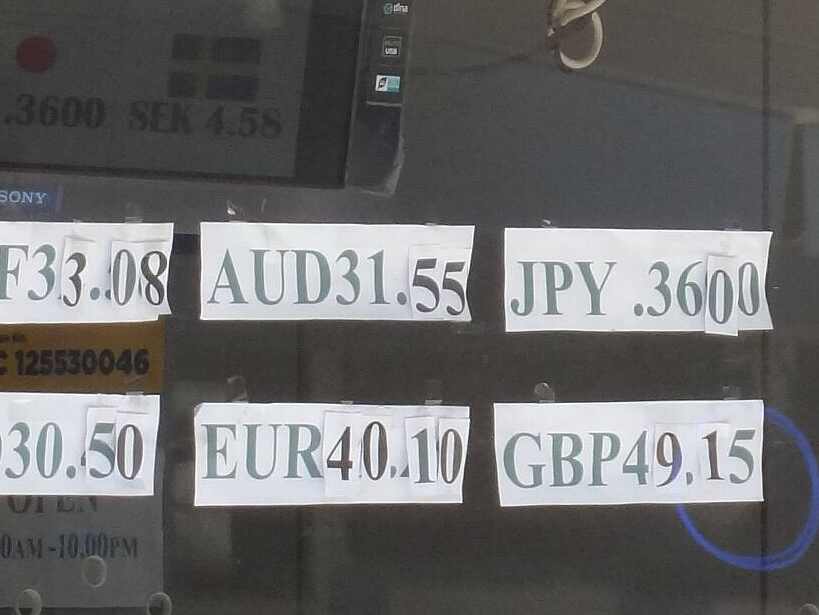 .3600 SEK 4.58
SONY
F33.08 AUD31.55 JPY .3600
C 125530046
30.50 EUR40.10 GBP49.15
OPEN
0AM -10.00PM